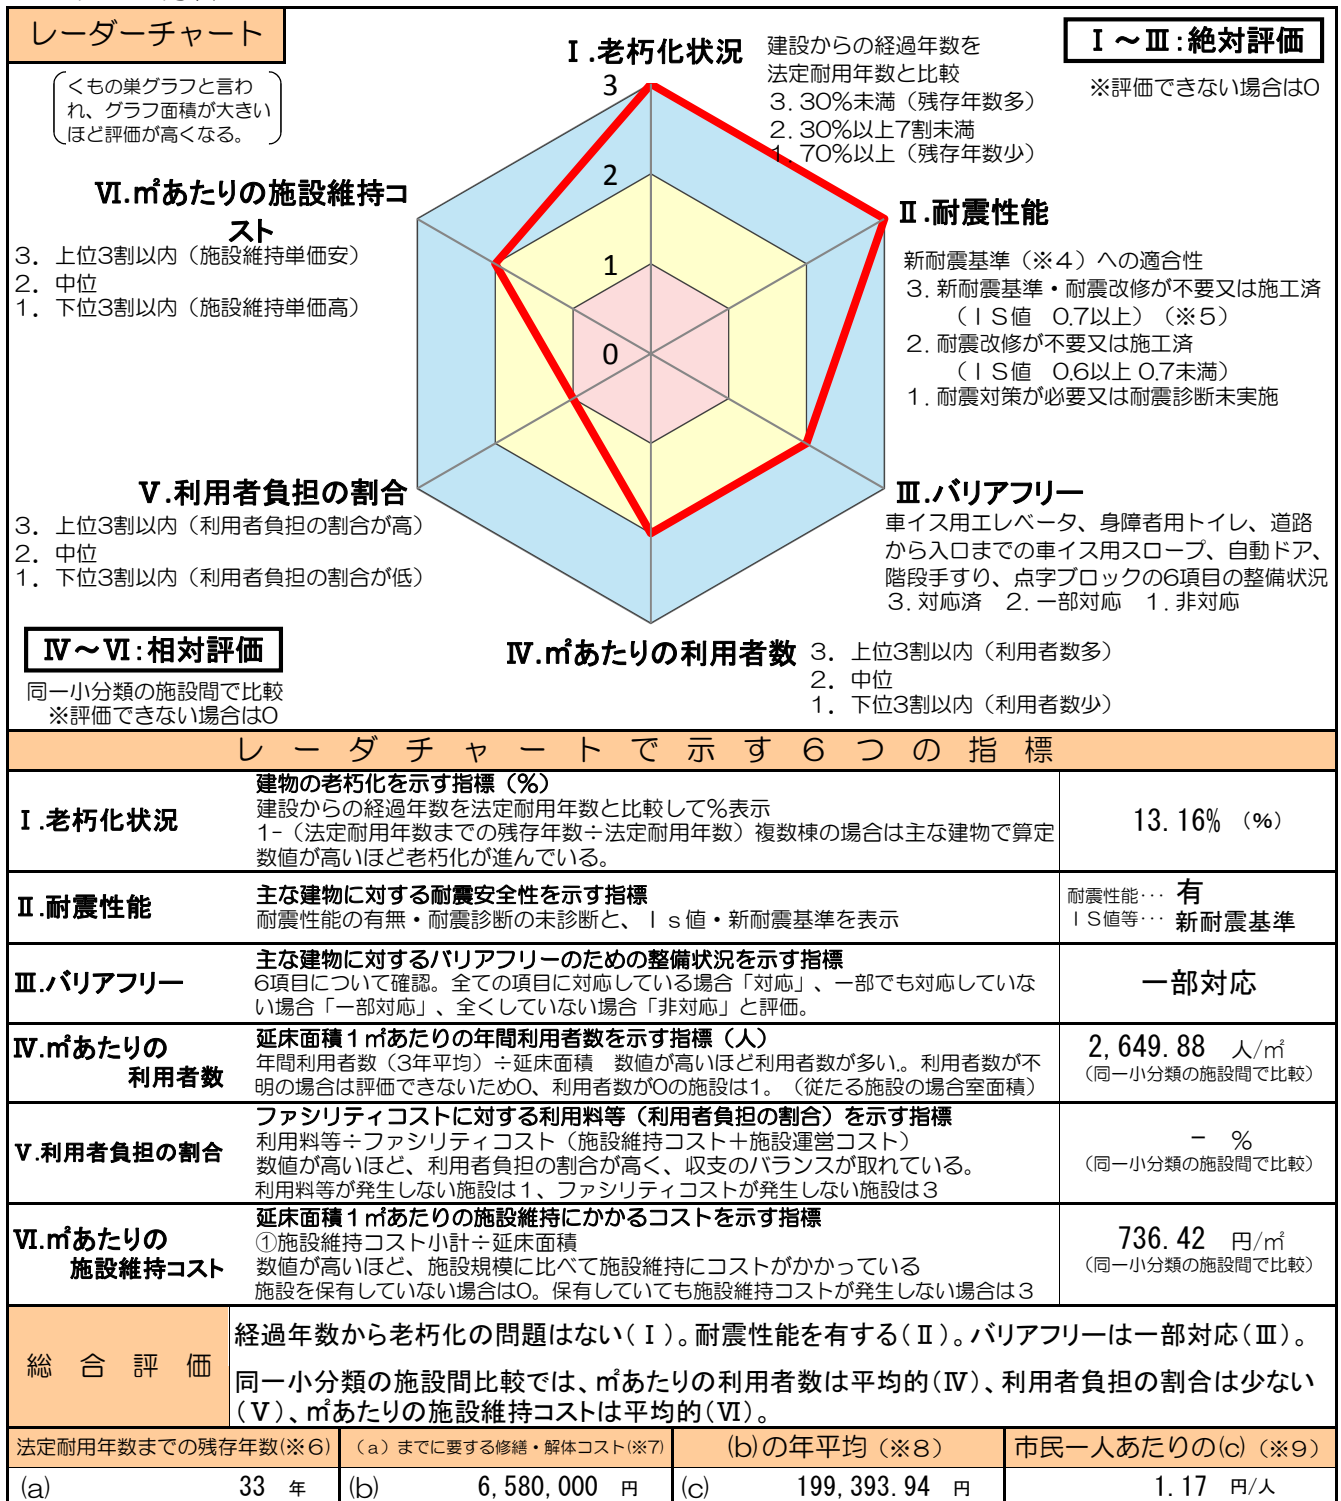 レーダーチャート
くもの巣グラフと言わ
れ、グラフ面積が大きい
ほど評価が高くなる。
Ⅰ.老朽化状況
建設からの経過年数を
法定耐用年数と比較
3. 30%未満（残存年数多）
2. 30%以上7割未満
1. 70%以上（残存年数少）
Ⅰ～Ⅲ:絶対評価
※評価できない場合は0
3
2
1
0
Ⅱ.耐震性能
新耐震基準（※４）への適合性
3. 新耐震基準・耐震改修が不要又は施工済
（ＩＳ値　0.7以上）（※５）
2. 耐震改修が不要又は施工済
（ＩＳ値　0.6以上 0.7未満）
1. 耐震対策が必要又は耐震診断未実施
Ⅵ.㎡あたりの施設維持コ
スト
3. 上位3割以内（施設維持単価安）
2. 中位
1. 下位3割以内（施設維持単価高）
Ⅴ.利用者負担の割合
3. 上位3割以内（利用者負担の割合が高）
2. 中位
1. 下位3割以内（利用者負担の割合が低）
Ⅲ.バリアフリー
車イス用エレベータ、身障者用トイレ、道路
から入口までの車イス用スロープ、自動ドア、
階段手すり、点字ブロックの6項目の整備状況
3. 対応済　2. 一部対応　1. 非対応
Ⅳ～Ⅵ:相対評価
同一小分類の施設間で比較
※評価できない場合は0
Ⅳ.㎡あたりの利用者数
3. 上位3割以内（利用者数多）
2. 中位
1. 下位3割以内（利用者数少）
レーダチャートで示す６つの指標
Ⅰ.老朽化状況
建物の老朽化を示す指標（%）
建設からの経過年数を法定耐用年数と比較して%表示
1-（法定耐用年数までの残存年数÷法定耐用年数）複数棟の場合は主な建物で算定
数値が高いほど老朽化が進んでいる。
13.16% （%）
Ⅱ.耐震性能
主な建物に対する耐震安全性を示す指標
耐震性能の有無・耐震診断の未診断と、Ｉｓ値・新耐震基準を表示
耐震性能… 有
ＩＳ値等… 新耐震基準
Ⅲ.バリアフリー
主な建物に対するバリアフリーのための整備状況を示す指標
6項目について確認。全ての項目に対応している場合「対応」、一部でも対応していな
い場合「一部対応」、全くしていない場合「非対応」と評価。
一部対応
Ⅳ.㎡あたりの
利用者数
延床面積１㎡あたりの年間利用者数を示す指標（人）
年間利用者数（3年平均）÷延床面積　数値が高いほど利用者数が多い。利用者数が不
明の場合は評価できないため0、利用者数が0の施設は1。（従たる施設の場合室面積）
2,649.88 人/㎡
（同一小分類の施設間で比較）
Ⅴ.利用者負担の割合
ファシリティコストに対する利用料等（利用者負担の割合）を示す指標
利用料等÷ファシリティコスト（施設維持コスト＋施設運営コスト）
数値が高いほど、利用者負担の割合が高く、収支のバランスが取れている。
利用料等が発生しない施設は１、ファシリティコストが発生しない施設は３
- %
（同一小分類の施設間で比較）
Ⅵ.㎡あたりの
施設維持コスト
延床面積１㎡あたりの施設維持にかかるコストを示す指標
①施設維持コスト小計÷延床面積
数値が高いほど、施設規模に比べて施設維持にコストがかかっている
施設を保有していない場合は0。保有していても施設維持コストが発生しない場合は３
736.42 円/㎡
（同一小分類の施設間で比較）
総合評価
経過年数から老朽化の問題はない(Ⅰ)。耐震性能を有する(Ⅱ)。バリアフリーは一部対応(Ⅲ)。
同一小分類の施設間比較では、㎡あたりの利用者数は平均的(Ⅳ)、利用者負担の割合は少ない
(Ⅴ)、㎡あたりの施設維持コストは平均的(Ⅵ)。
法定耐用年数までの残存年数(※６)
（a）までに要する修繕・解体コスト(※7)
(b)の年平均（※８）
市民一人あたりの(c)（※９）
(a) 33 年
(b) 6,580,000 円
(c) 199,393.94 円
1.17 円/人